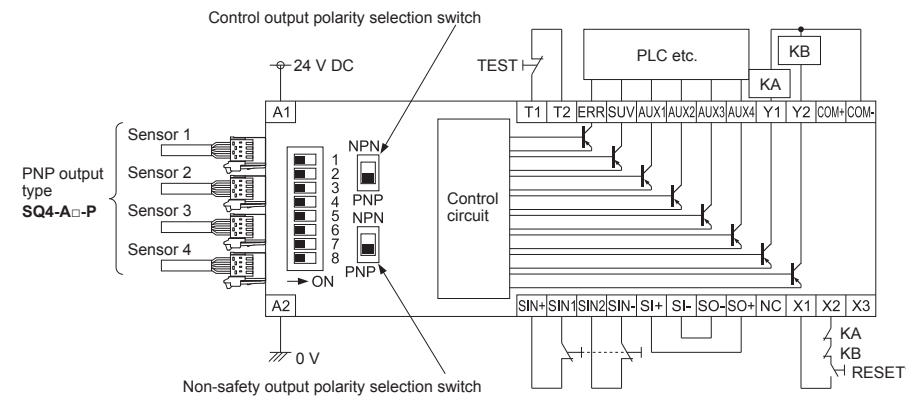 Control output polarity selection switch
24 V DC
TEST
PLC etc.
KA
KB
A1
T1 T2 ERR SUV AUX1 AUX2 AUX3 AUX4 Y1 Y2 COM+ COM-
PNP output
type
SQ4-A□-P
Sensor 1
Sensor 2
Sensor 3
Sensor 4
1
2
3
4
5
6
7
8
→ ON
NPN
PNP
NPN
PNP
Control
circuit
A2
SIN+ SIN1 SIN2 SIN- SI+ SI- SO- SO+ NC X1 X2 X3
0 V
KA
KB
RESET
Non-safety output polarity selection switch